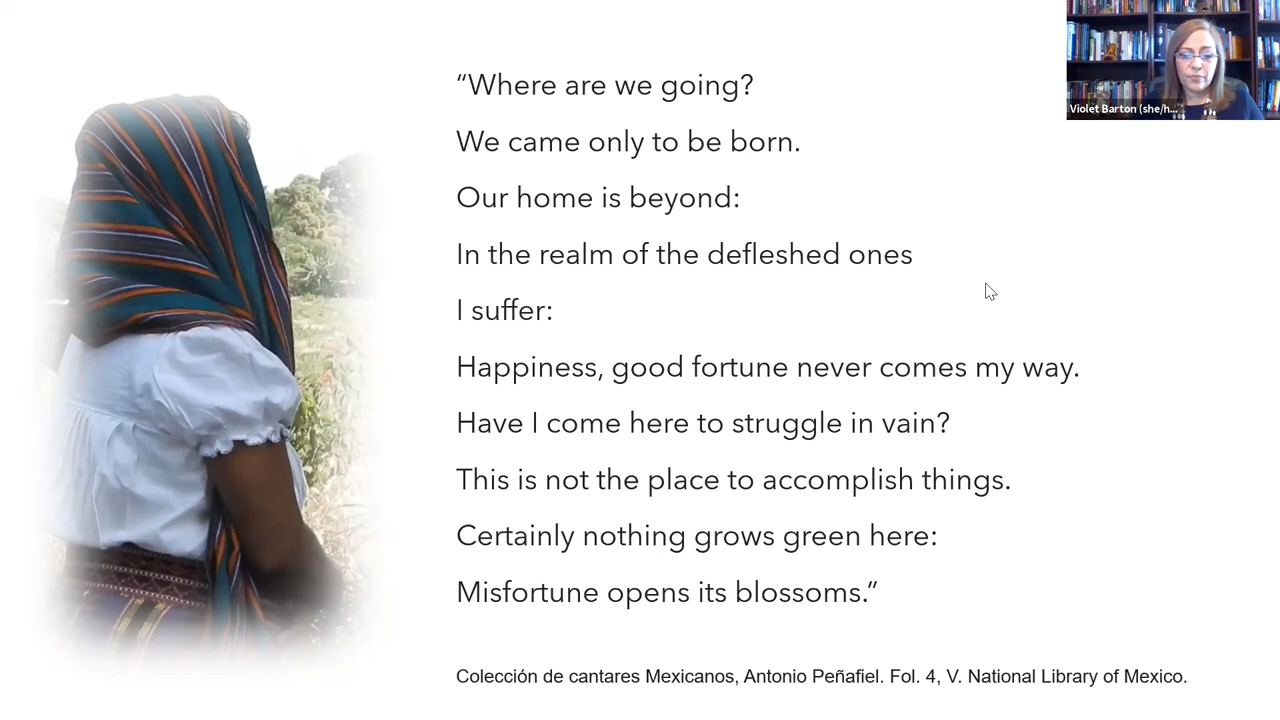 “Where are we going?
We came only to be born.
Our home is beyond:
In the realm of the defleshed ones
I suffer:
Happiness, good fortune never comes my way.
Have I come here to struggle in vain?
This is not the place to accomplish things.
Certainly nothing grows green here:
Misfortune opens its blossoms.”
Colección de cantares Mexicanos, Antonio Peñafiel. Fol. 4, V. National Library of Mexico.
Violet Barton (she/h...